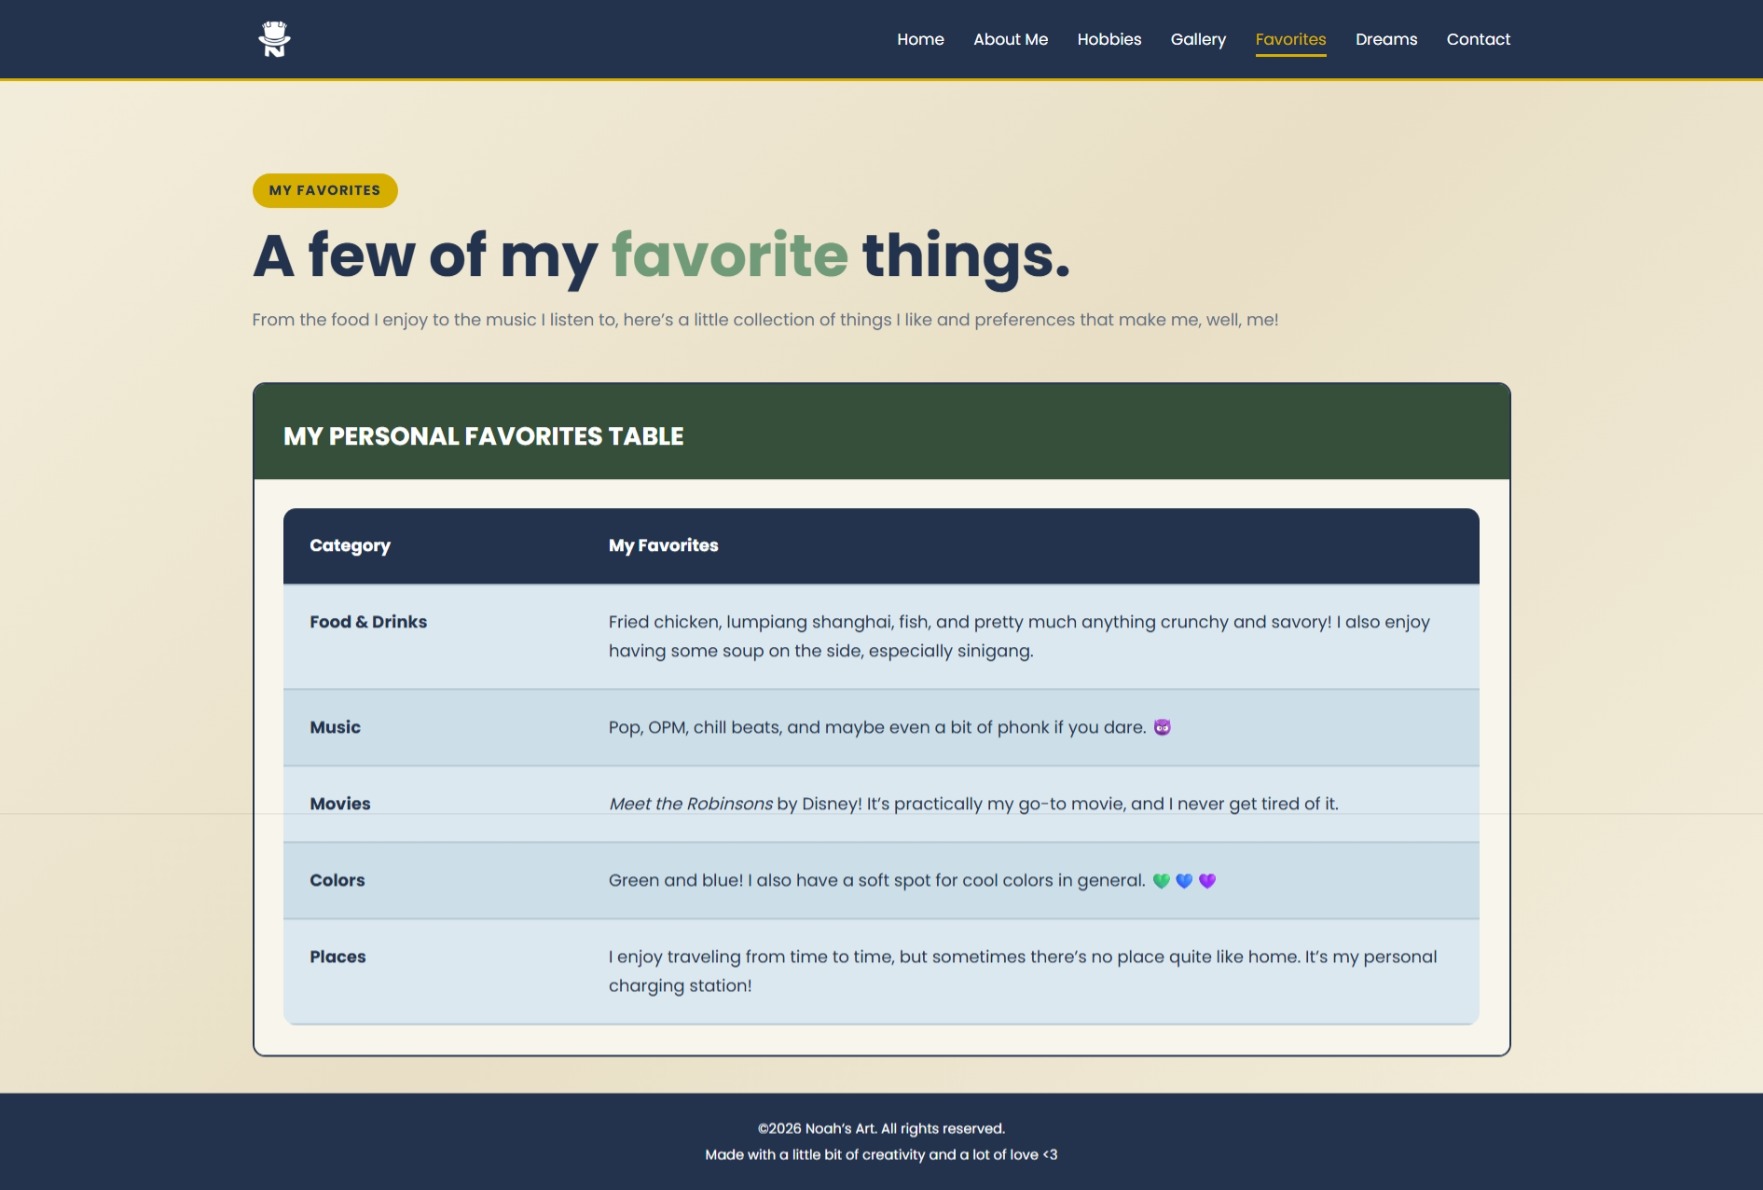 N
Home About Me Hobbies Gallery Favorites Dreams Contact
MY FAVORITES
A few of my favorite things.
From the food I enjoy to the music I listen to, here’s a little collection of things I like and preferences that make me, well, me!
MY PERSONAL FAVORITES TABLE
Category My Favorites
Food & Drinks Fried chicken, lumpiang shanghai, fish, and pretty much anything crunchy and savory! I also enjoy
having some soup on the side, especially sinigang.
Music Pop, OPM, chill beats, and maybe even a bit of phonk if you dare. 😈
Movies Meet the Robinsons by Disney! It’s practically my go-to movie, and I never get tired of it.
Colors Green and blue! I also have a soft spot for cool colors in general. 💚 💙 💜
Places I enjoy traveling from time to time, but sometimes there’s no place quite like home. It’s my personal
charging station!
©2026 Noah’s Art. All rights reserved.
Made with a little bit of creativity and a lot of love <3